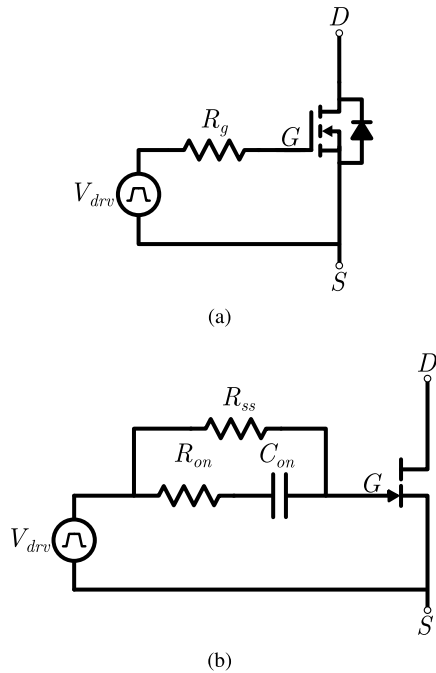 D
R_g
G
V_drv
S
(a)
D
R_ss
R_on C_on
G
V_drv
S
(b)